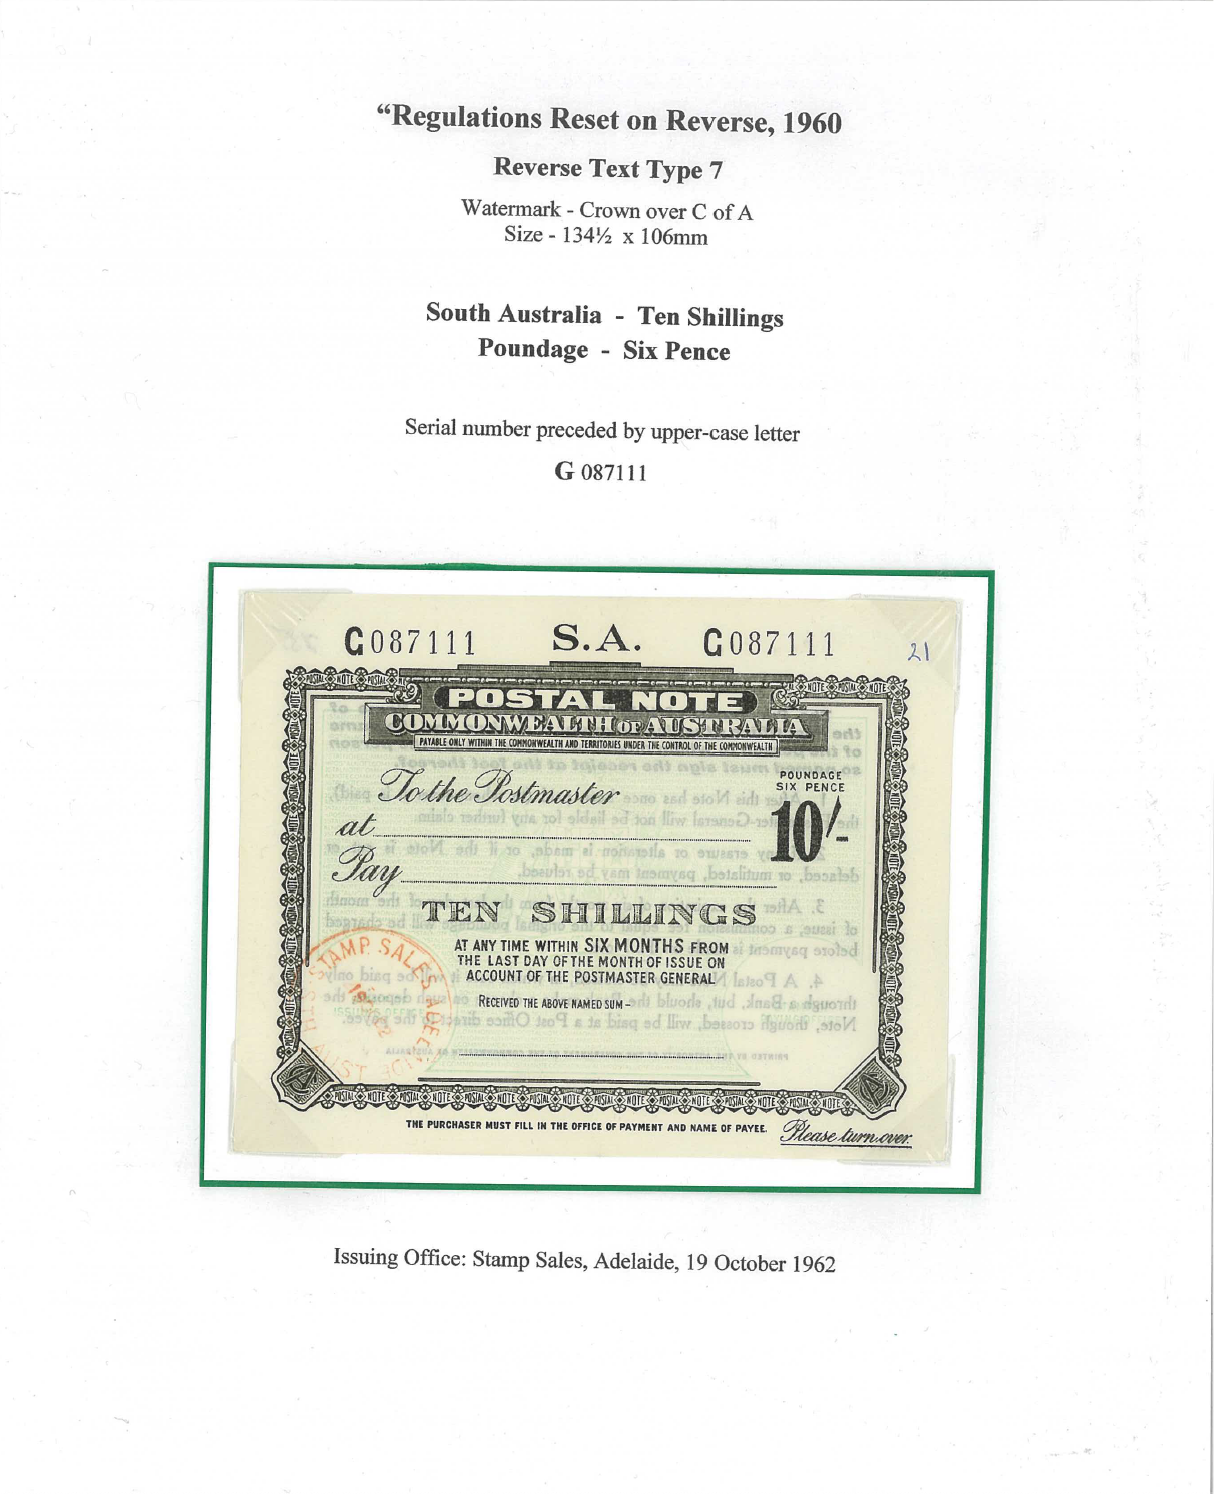 “Regulations Reset on Reverse, 1960
Reverse Text Type 7
Watermark - Crown over C of A
Size - 134½ x 106mm
South Australia - Ten Shillings
Poundage - Six Pence
Serial number preceded by upper-case letter
G 087111
G087111 S.A. G087111
21
POSTAL NOTE
COMMONWEALTH OF AUSTRALIA
PAYABLE ONLY WITHIN THE COMMONWEALTH AND TERRITORIES UNDER THE CONTROL OF THE COMMONWEALTH
POUNDAGE
SIX PENCE
10/-
To the Postmaster
at
Pay
TEN SHILLINGS
AT ANY TIME WITHIN SIX MONTHS FROM
THE LAST DAY OF THE MONTH OF ISSUE ON
ACCOUNT OF THE POSTMASTER GENERAL
RECEIVED THE ABOVE NAMED SUM –
STAMP SALES
THE PURCHASER MUST FILL IN THE OFFICE OF PAYMENT AND NAME OF PAYEE.
Please turn over.
Issuing Office: Stamp Sales, Adelaide, 19 October 1962